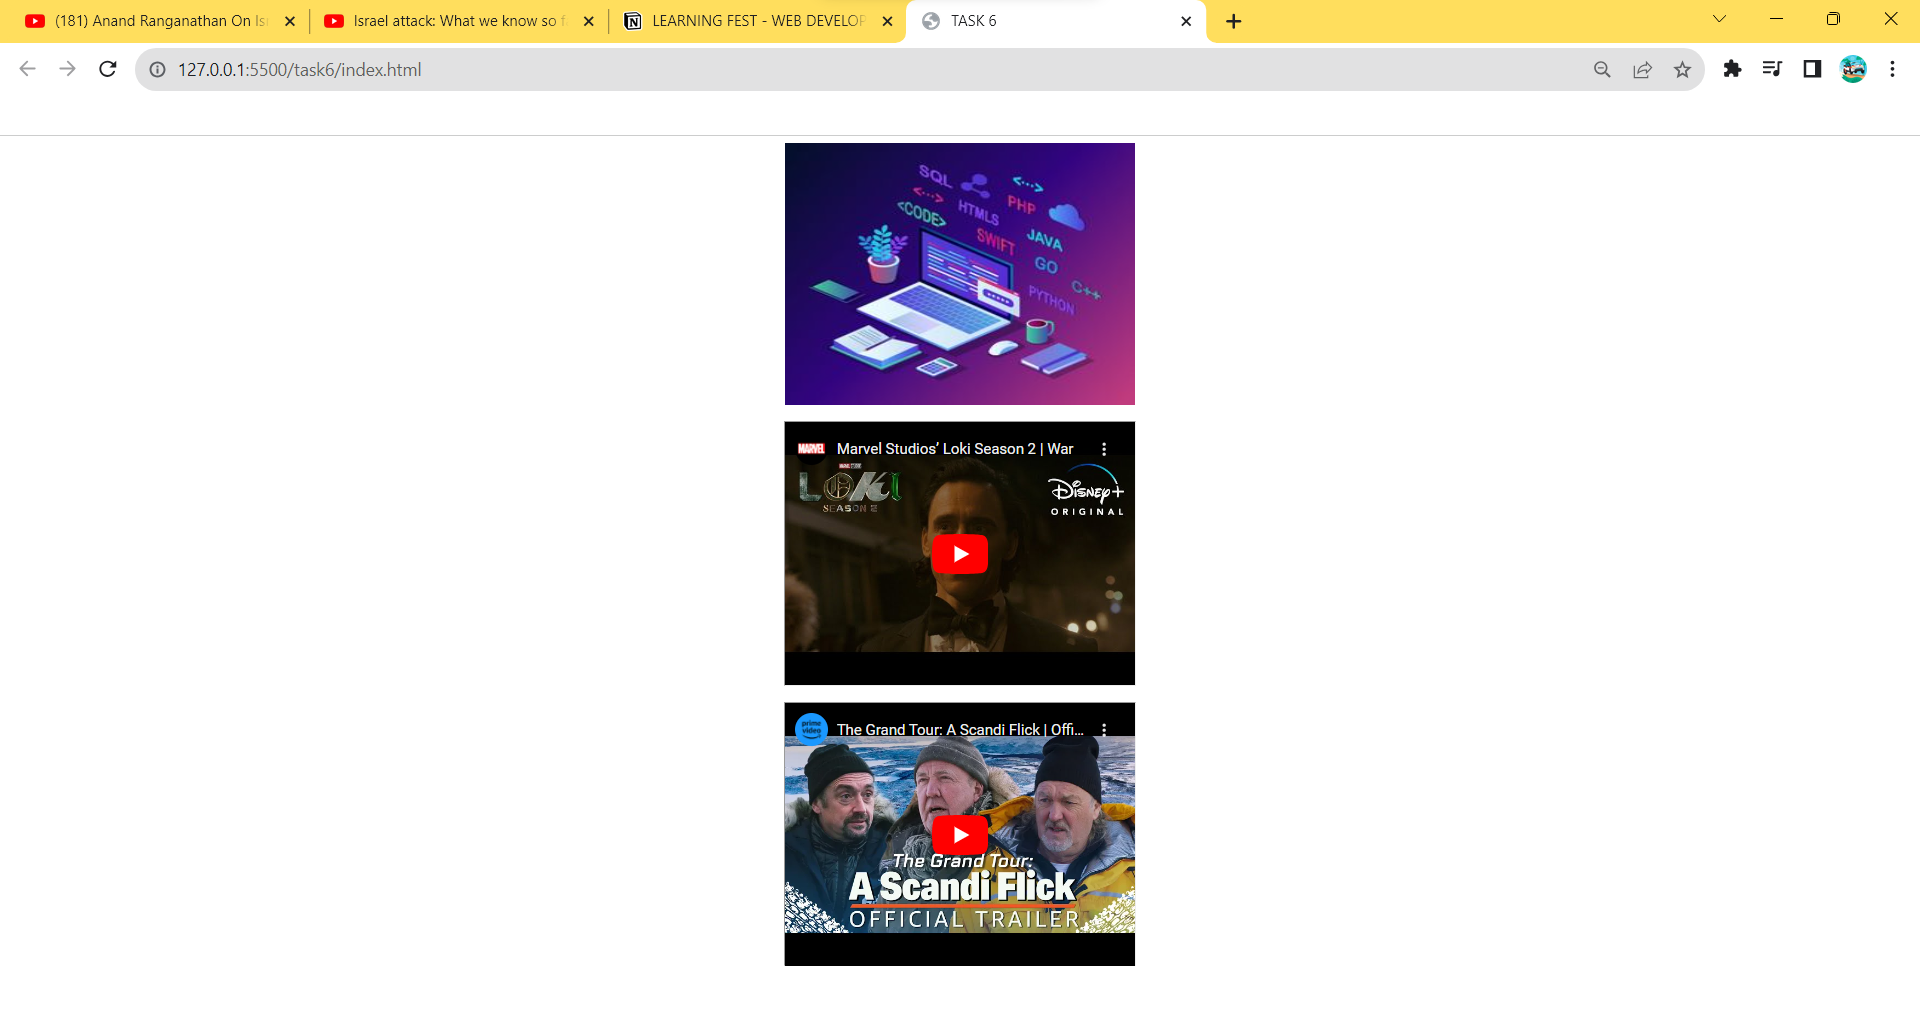 (181) Anand Ranganathan On Is
Israel attack: What we know so f
LEARNING FEST - WEB DEVELOP
TASK 6
127.0.0.1:5500/task6/index.html
SQL
<...>
<...>
PHP
<CODE>
HTMLS
SWIFT
JAVA
GO
C++
PYTHON
MARVEL
Marvel Studios' Loki Season 2 | War
LOKI
SEASON 2
Disney+
ORIGINAL
prime
video
The Grand Tour: A Scandi Flick | Offi...
The Grand Tour:
A Scandi Flick
OFFICIAL TRAILER